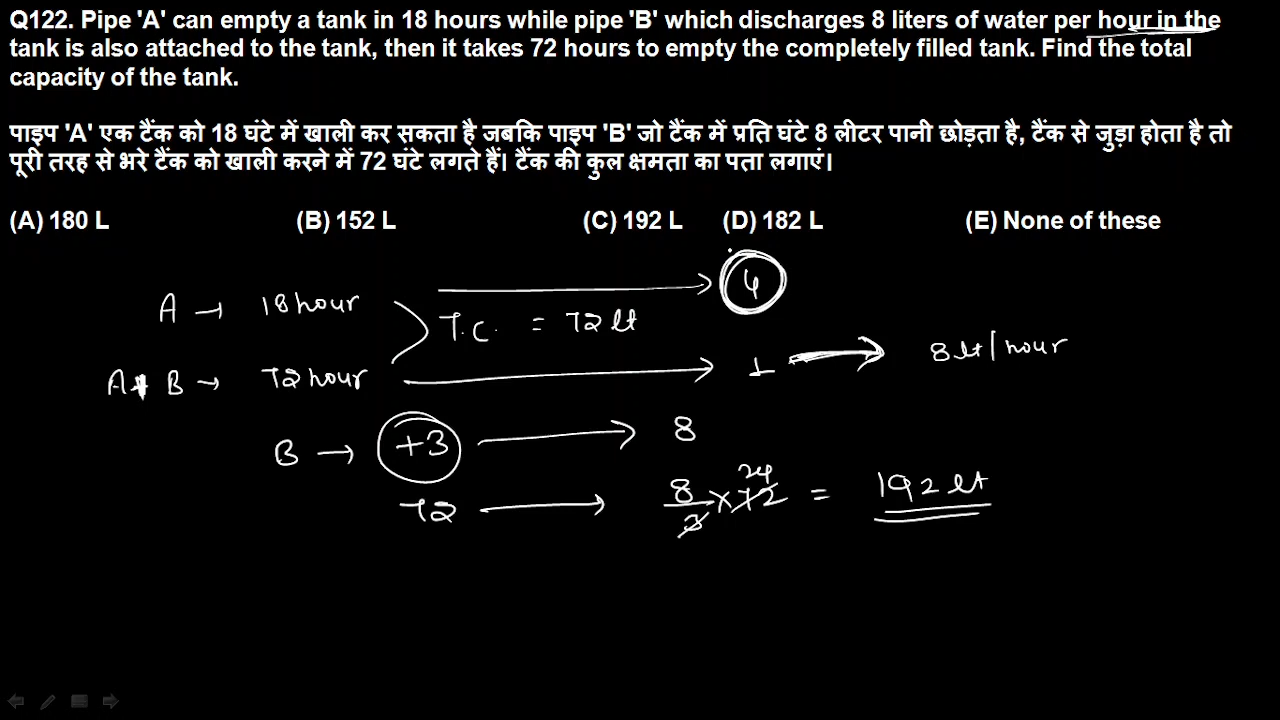 Q122. Pipe 'A' can empty a tank in 18 hours while pipe 'B' which discharges 8 liters of water per hour in the
tank is also attached to the tank, then it takes 72 hours to empty the completely filled tank. Find the total
capacity of the tank.
पाइप 'A' एक टैंक को 18 घंटे में खाली कर सकता है जबकि पाइप 'B' जो टैंक में प्रति घंटे 8 लीटर पानी छोड़ता है, टैंक से जुड़ा होता है तो
पूरी तरह से भरे टैंक को खाली करने में 72 घंटे लगते हैं। टैंक की कुल क्षमता का पता लगाएं।
(A) 180 L (B) 152 L (C) 192 L (D) 182 L (E) None of these
A → 18 hour → 4
T.C. = 72 lt
A + B → 72 hour → 1 → 8 lt/hour
B → +3 → 8
72 → 8/3 × 72 24 = 192 lt